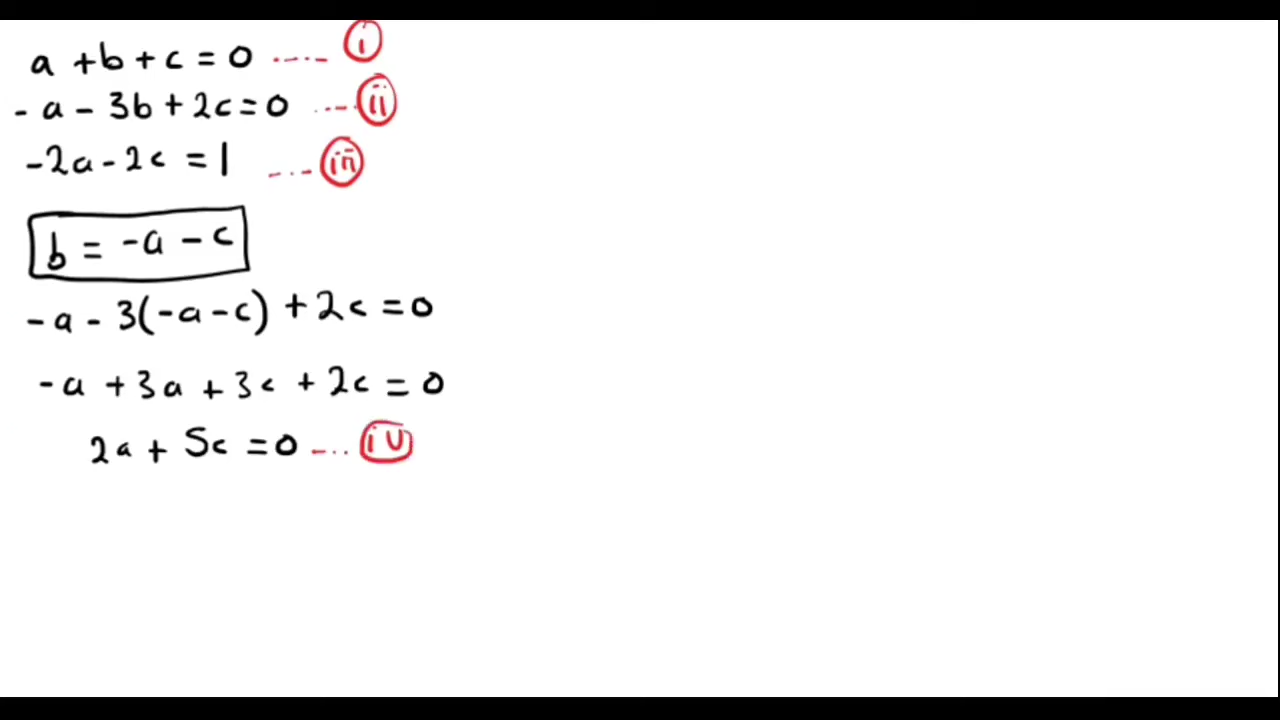 a + b + c = 0 ..... i
- a - 3b + 2c = 0 ..... ii
-2a - 2c = 1 ..... iii
b = -a - c
-a - 3(-a - c) + 2c = 0
-a + 3a + 3c + 2c = 0
2a + 5c = 0 ... iv